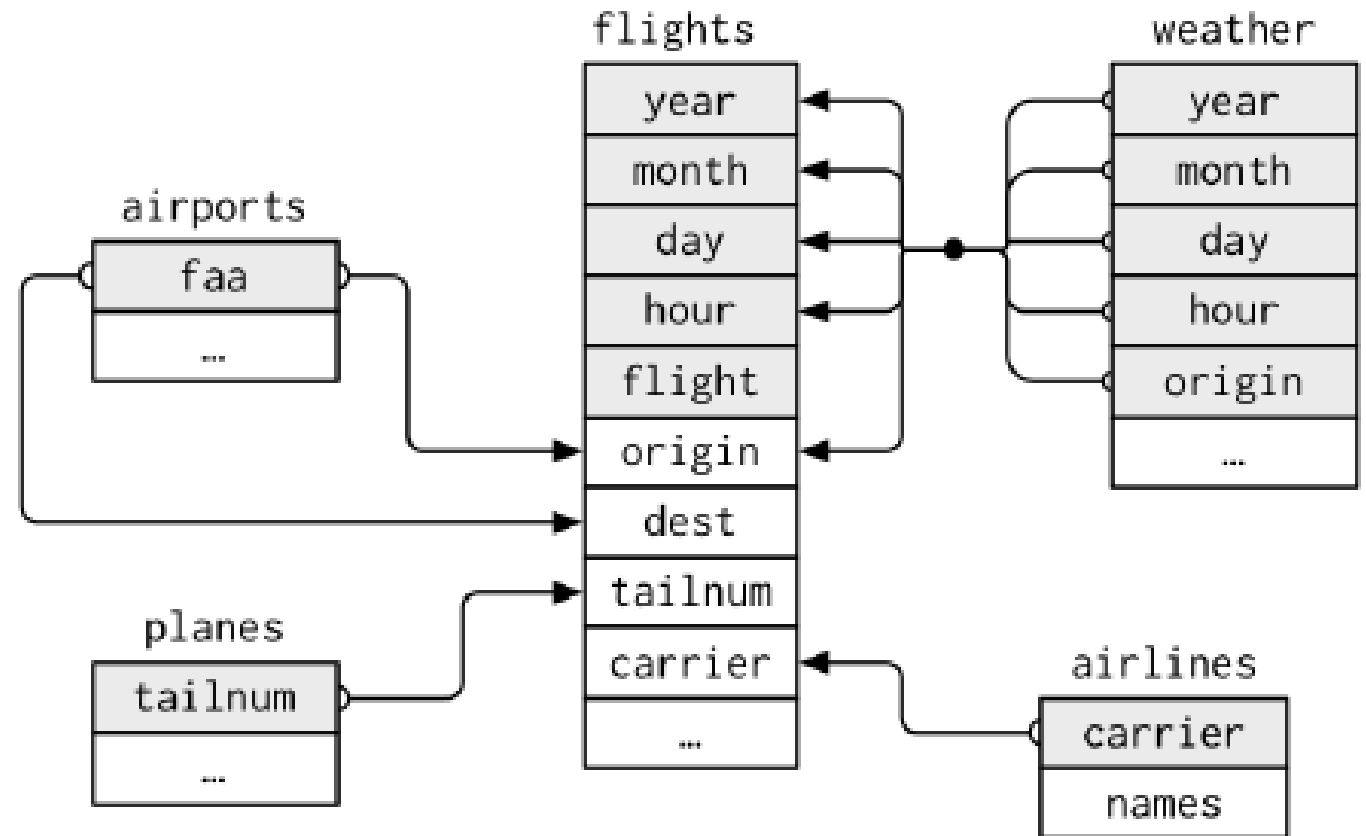 flights
year
month
day
hour
flight
origin
dest
tailnum
carrier
…
weather
year
month
day
hour
origin
…
airports
faa
…
planes
tailnum
…
airlines
carrier
names